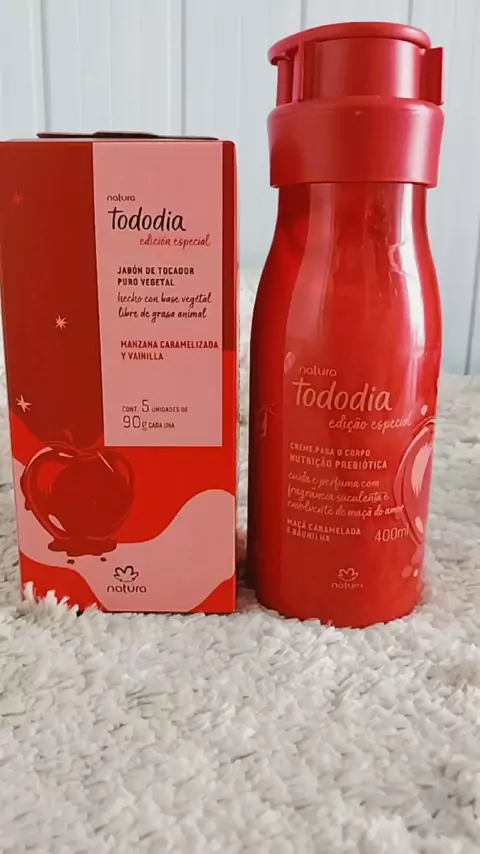 natura
tododia
edición especial
JABÓN DE TOCADOR
PURO VEGETAL
hecho con base vegetal
libre de grasa animal
MANZANA CARAMELIZADA
Y VAINILLA
CONT. 5 UNIDADES DE
90g CADA UNA
natura
natura
tododia
edição especial
CREME PARA O CORPO
NUTRIÇÃO PREBIÓTICA
cuida e perfuma com
fragrância suculenta e
envolvente de maçã do amor
MAÇÃ CARAMELADA
E BAUNILHA
400ml
natura